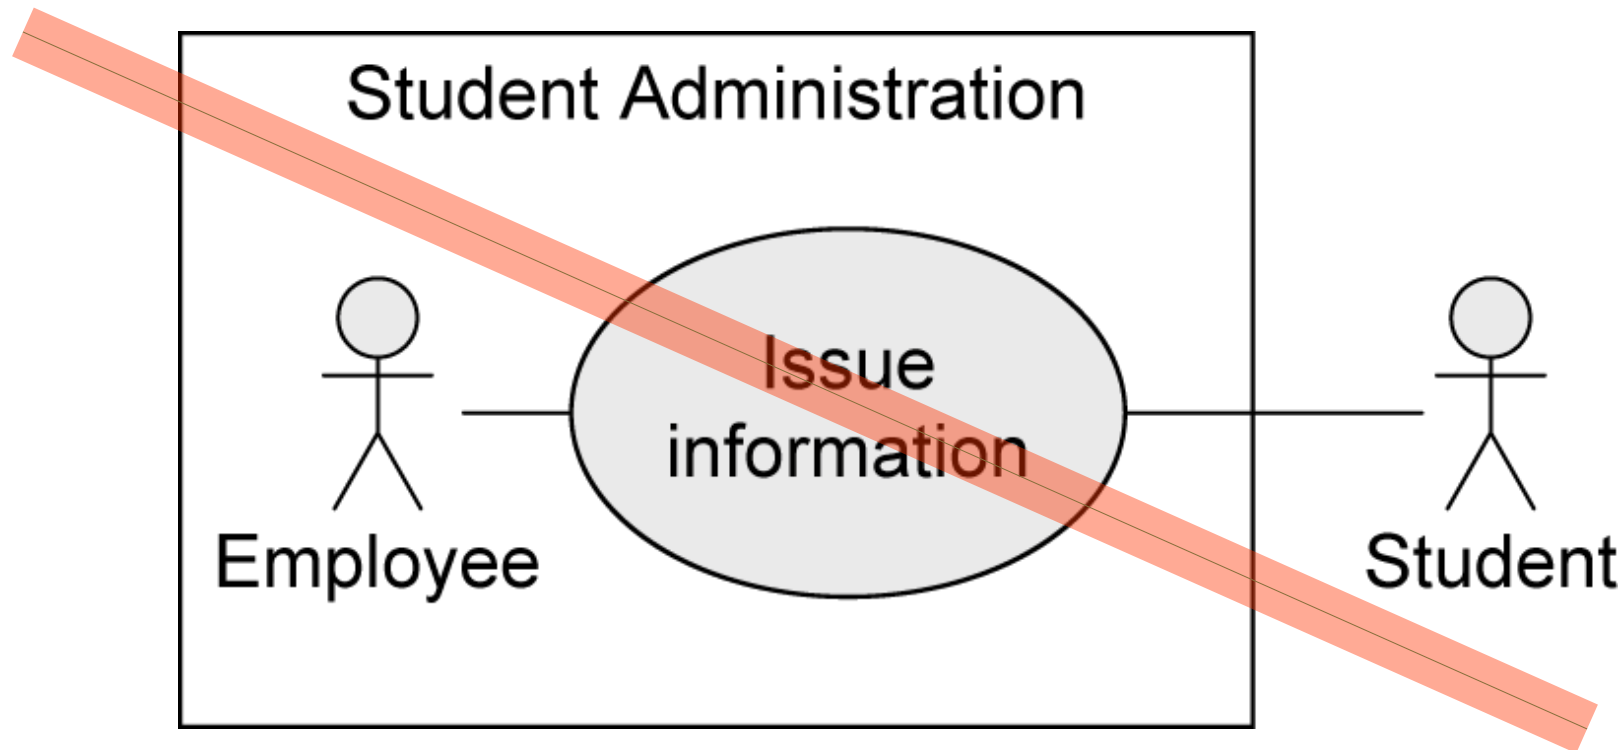 Student Administration
Issue
information
Employee
Student